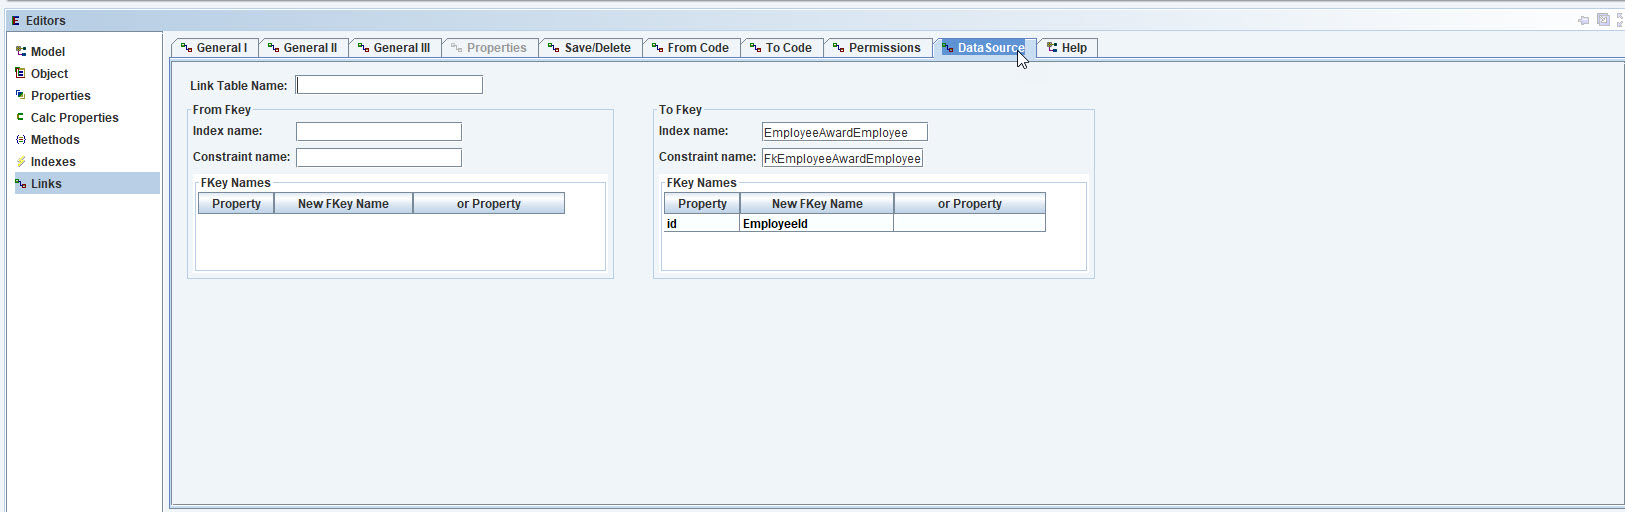 E Editors
Model
Object
Properties
Calc Properties
Methods
Indexes
Links
General I General II General III Properties Save/Delete From Code To Code Permissions DataSource Help
Link Table Name:
From Fkey
Index name:
Constraint name:
FKey Names
Property New FKey Name or Property
To Fkey
Index name: EmployeeAwardEmployee
Constraint name: FkEmployeeAwardEmployee
FKey Names
Property New FKey Name or Property
id EmployeeId